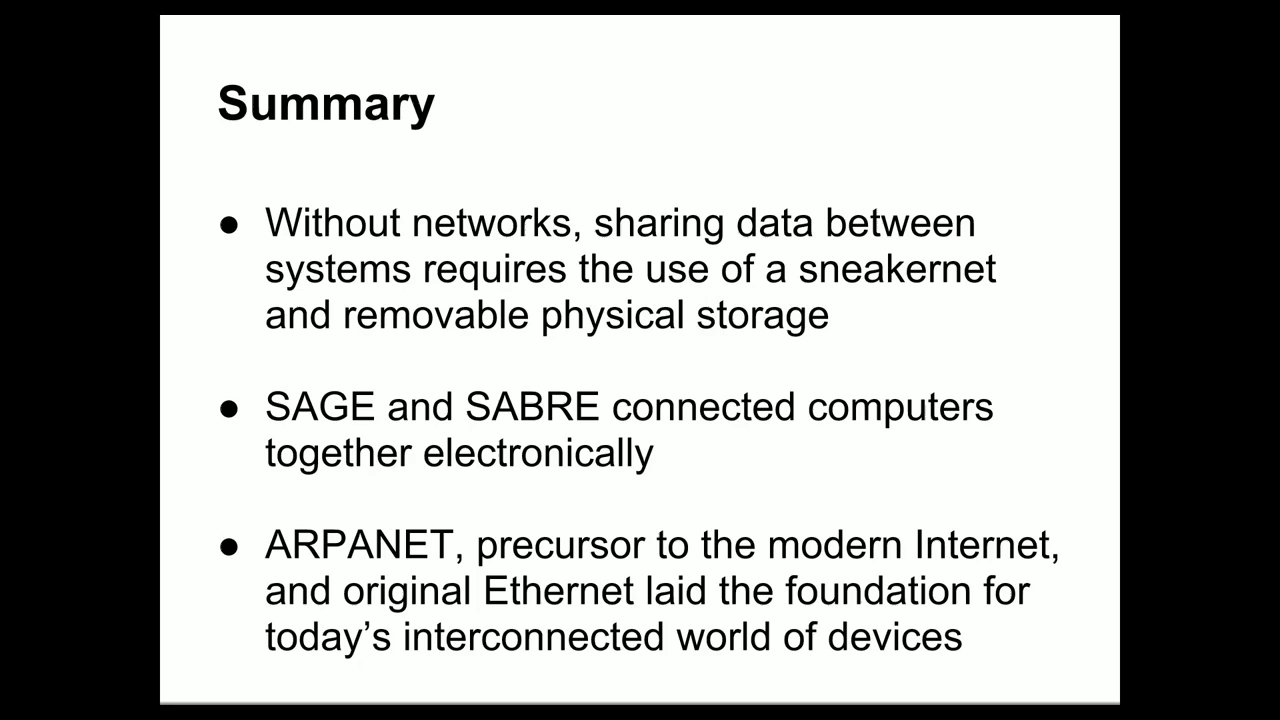 Summary
● Without networks, sharing data between
systems requires the use of a sneakernet
and removable physical storage
● SAGE and SABRE connected computers
together electronically
● ARPANET, precursor to the modern Internet,
and original Ethernet laid the foundation for
today’s interconnected world of devices